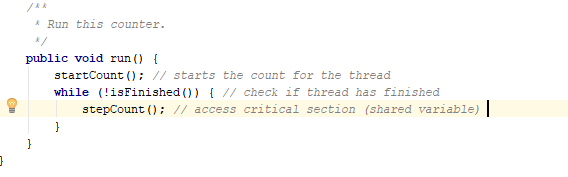 /**
 * Run this counter.
 */
public void run() {
    startCount(); // starts the count for the thread
    while (!isFinished()) { // check if thread has finished
        stepCount(); // access critical section (shared variable)
    }
}
}